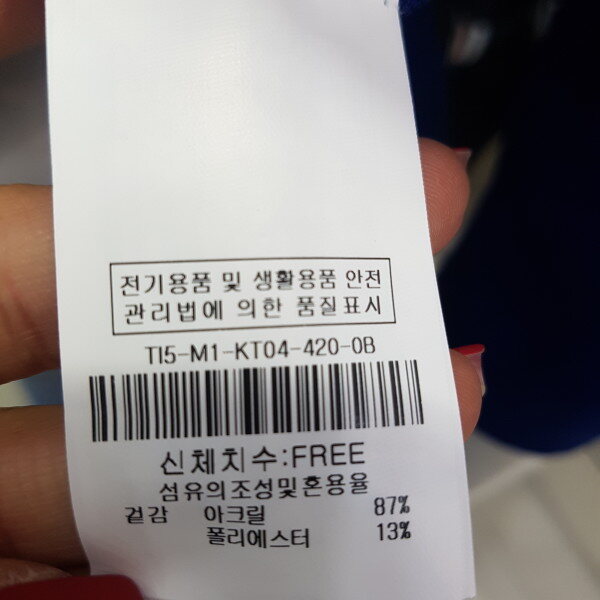 전기용품 및 생활용품 안전
관리법에 의한 품질표시
TI5-M1-KT04-420-0B
신체치수:FREE
섬유의조성및혼용율
겉감 아크릴 87%
폴리에스터 13%